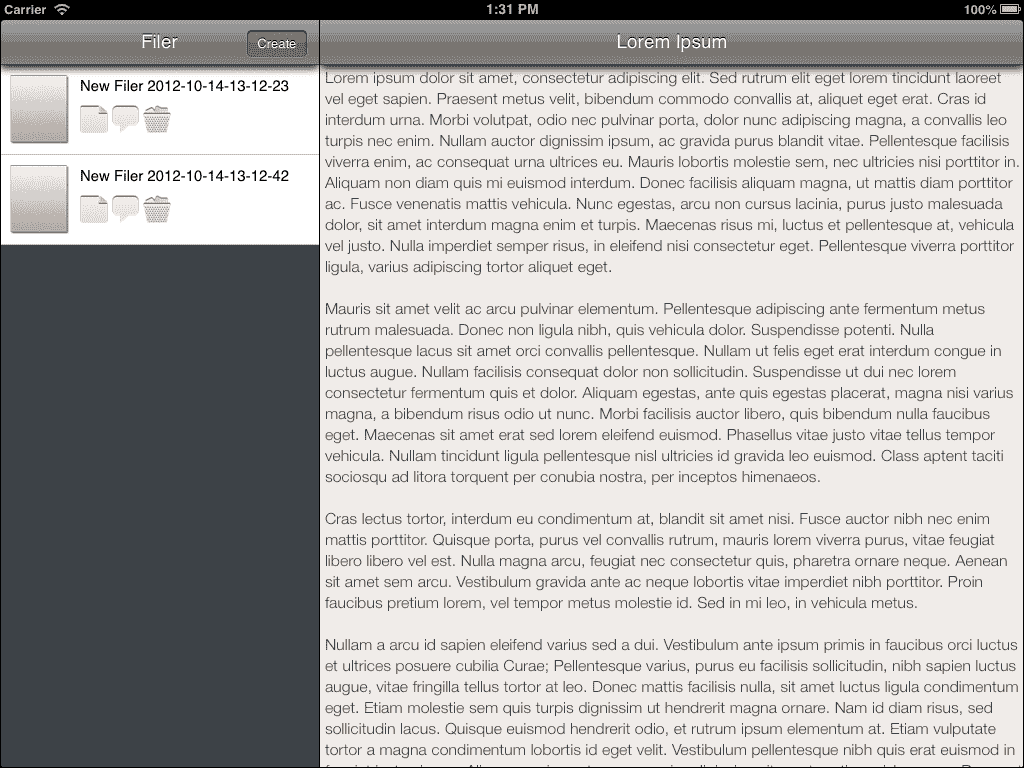 Carrier
1:31 PM
100%
Filer
Create
Lorem Ipsum
New Filer 2012-10-14-13-12-23
New Filer 2012-10-14-13-12-42
Lorem ipsum dolor sit amet, consectetur adipiscing elit. Sed rutrum elit eget lorem tincidunt laoreet
vel eget sapien. Praesent metus velit, bibendum commodo convallis at, aliquet eget erat. Cras id
interdum urna. Morbi volutpat, odio nec pulvinar porta, dolor nunc adipiscing magna, a convallis leo
turpis nec enim. Nullam auctor dignissim ipsum, ac gravida purus blandit vitae. Pellentesque facilisis
viverra enim, ac consequat urna ultrices eu. Mauris lobortis molestie sem, nec ultricies nisi porttitor in.
Aliquam non diam quis mi euismod interdum. Donec facilisis aliquam magna, ut mattis diam porttitor
ac. Fusce venenatis mattis vehicula. Nunc egestas, arcu non cursus lacinia, purus justo malesuada
dolor, sit amet interdum magna enim et turpis. Maecenas risus mi, luctus et pellentesque at, vehicula
vel justo. Nulla imperdiet semper risus, in eleifend nisi consectetur eget. Pellentesque viverra porttitor
ligula, varius adipiscing tortor aliquet eget.
Mauris sit amet velit ac arcu pulvinar elementum. Pellentesque adipiscing ante fermentum metus
rutrum malesuada. Donec non ligula nibh, quis vehicula dolor. Suspendisse potenti. Nulla
pellentesque lacus sit amet orci convallis pellentesque. Nullam ut felis eget erat interdum congue in
luctus augue. Nullam facilisis consequat dolor non sollicitudin. Suspendisse ut dui nec lorem
consectetur fermentum quis et dolor. Aliquam egestas, ante quis egestas placerat, magna nisi varius
magna, a bibendum risus odio ut nunc. Morbi facilisis auctor libero, quis bibendum nulla faucibus
eget. Maecenas sit amet erat sed lorem eleifend euismod. Phasellus vitae justo vitae tellus tempor
vehicula. Nullam tincidunt ligula pellentesque nisl ultricies id gravida leo euismod. Class aptent taciti
sociosqu ad litora torquent per conubia nostra, per inceptos himenaeos.
Cras lectus tortor, interdum eu condimentum at, blandit sit amet nisi. Fusce auctor nibh nec enim
mattis porttitor. Quisque porta, purus vel convallis rutrum, mauris lorem viverra purus, vitae feugiat
libero libero vel est. Nulla magna arcu, feugiat nec consectetur quis, pharetra ornare neque. Aenean
sit amet sem arcu. Vestibulum gravida ante ac neque lobortis vitae imperdiet nibh porttitor. Proin
faucibus pretium lorem, vel tempor metus molestie id. Sed in mi leo, in vehicula metus.
Nullam a arcu id sapien eleifend varius sed a dui. Vestibulum ante ipsum primis in faucibus orci luctus
et ultrices posuere cubilia Curae; Pellentesque varius, purus eu facilisis sollicitudin, nibh sapien luctus
augue, vitae fringilla tellus tortor at leo. Donec mattis facilisis nulla, sit amet luctus ligula condimentum
eget. Etiam molestie sem quis turpis dignissim ut hendrerit magna ornare. Nam id diam risus, sed
sollicitudin lacus. Quisque euismod hendrerit odio, et rutrum ipsum elementum at. Etiam vulputate
tortor a magna condimentum lobortis id eget velit. Vestibulum pellentesque nibh quis erat euismod in